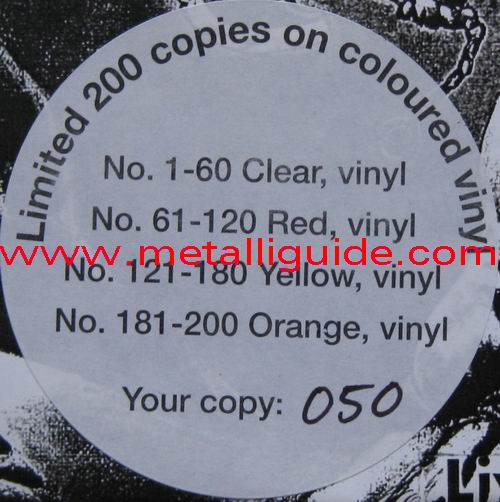 Limited 200 copies on coloured vinyl
No. 1-60 Clear, vinyl
No. 61-120 Red, vinyl
www.metalliguide.com
No. 121-180 Yellow, vinyl
No. 181-200 Orange, vinyl
Your copy: 050